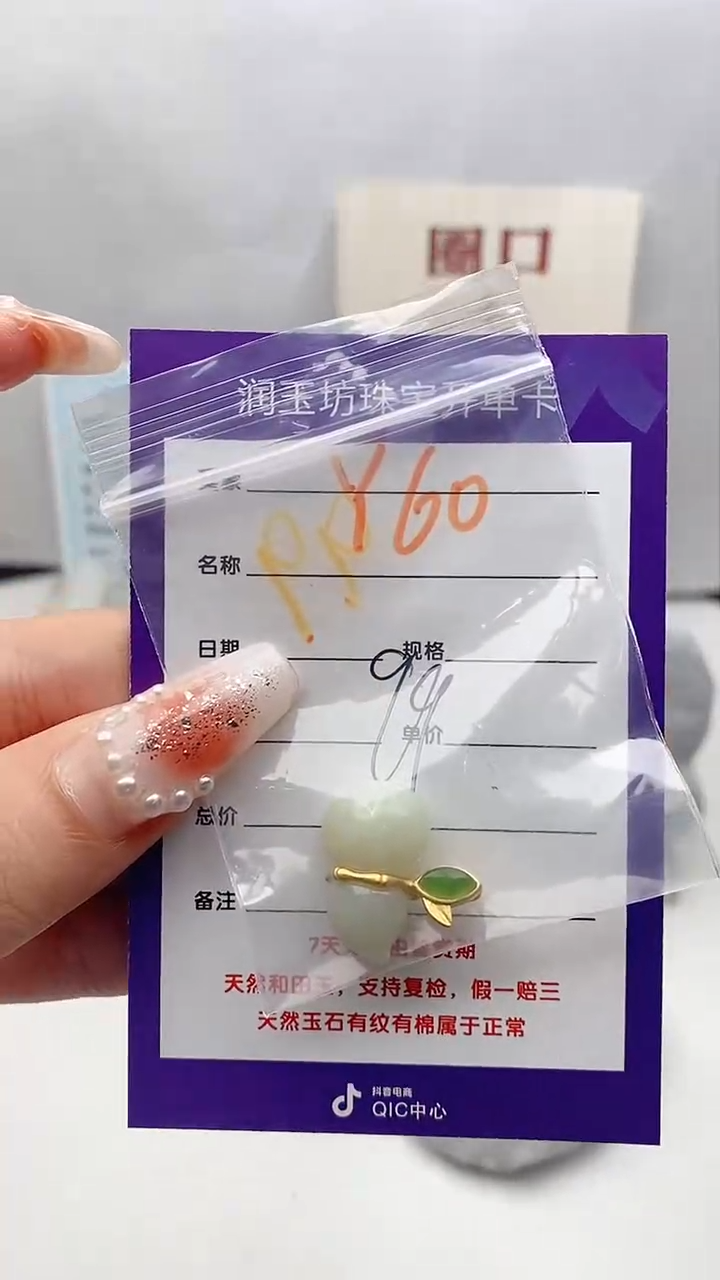 圈口
润玉坊珠宝开单卡
Y60
名称
日期
规格
99
单价
总价
备注
7天
天然和田玉，支持复检，假一赔三
天然玉石有纹有棉属于正常
抖音电商
QIC中心